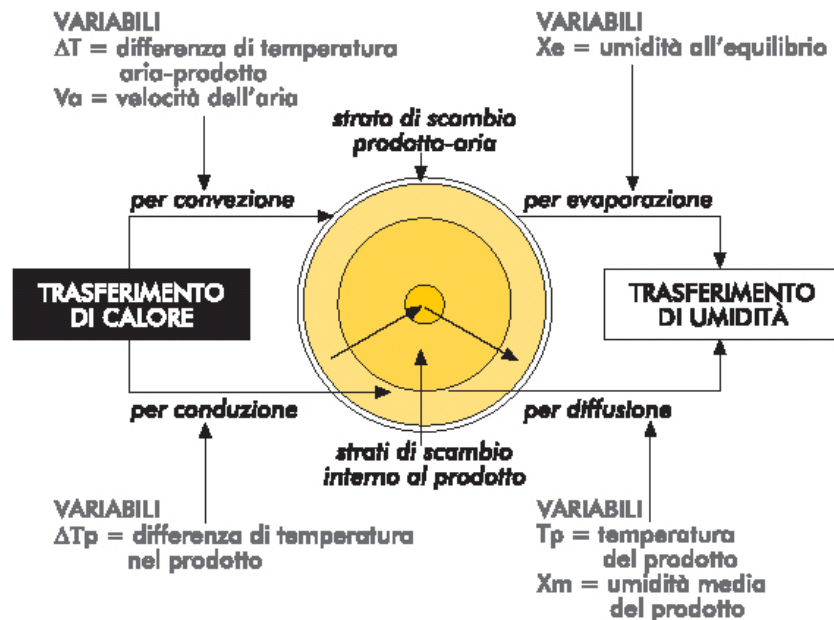 VARIABILI
ΔT = differenza di temperatura
aria-prodotto
Va = velocità dell'aria
VARIABILI
Xe = umidità all'equilibrio
strato di scambio
prodotto-aria
per convezione
per evaporazione
TRASFERIMENTO
DI CALORE
TRASFERIMENTO
DI UMIDITÀ
per conduzione
per diffusione
strati di scambio
interno al prodotto
VARIABILI
ΔTp = differenza di temperatura
nel prodotto
VARIABILI
Tp = temperatura
del prodotto
Xm = umidità media
del prodotto